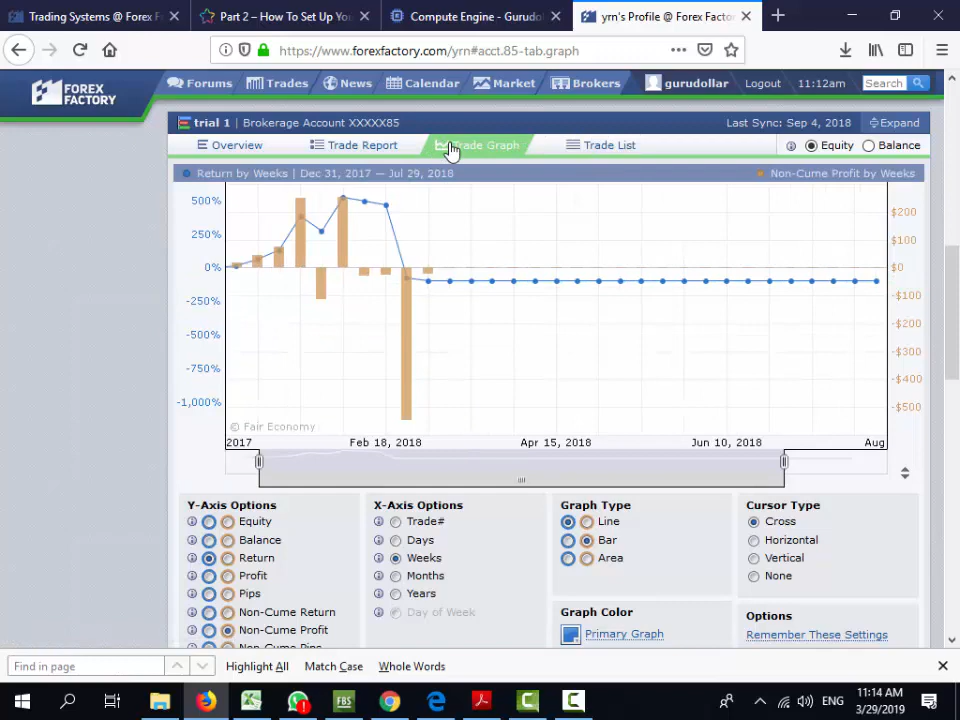 Trading Systems @ Forex F
Part 2 – How To Set Up You
Compute Engine - Gurudol
yrn's Profile @ Forex Factor
https://www.forexfactory.com/yrn#acct.85-tab.graph
FOREX FACTORY
Forums
Trades
News
Calendar
Market
Brokers
gurudollar
Logout
11:12am
Search
trial 1 | Brokerage Account XXXXX85
Last Sync: Sep 4, 2018
Expand
Overview
Trade Report
Trade Graph
Trade List
Equity
Balance
Return by Weeks | Dec 31, 2017 — Jul 29, 2018
Non-Cume Profit by Weeks
500%
250%
0%
-250%
-500%
-750%
-1,000%
$200
$100
$0
-$100
-$200
-$300
-$400
-$500
© Fair Economy
2017
Feb 18, 2018
Apr 15, 2018
Jun 10, 2018
Aug
Y-Axis Options
Equity
Balance
Return
Profit
Pips
Non-Cume Return
Non-Cume Profit
Non-Cume Pips
X-Axis Options
Trade#
Days
Weeks
Months
Years
Day of Week
Graph Type
Line
Bar
Area
Graph Color
Primary Graph
Cursor Type
Cross
Horizontal
Vertical
None
Options
Remember These Settings
Find in page
Highlight All
Match Case
Whole Words
FBS
ENG
11:14 AM
3/29/2019